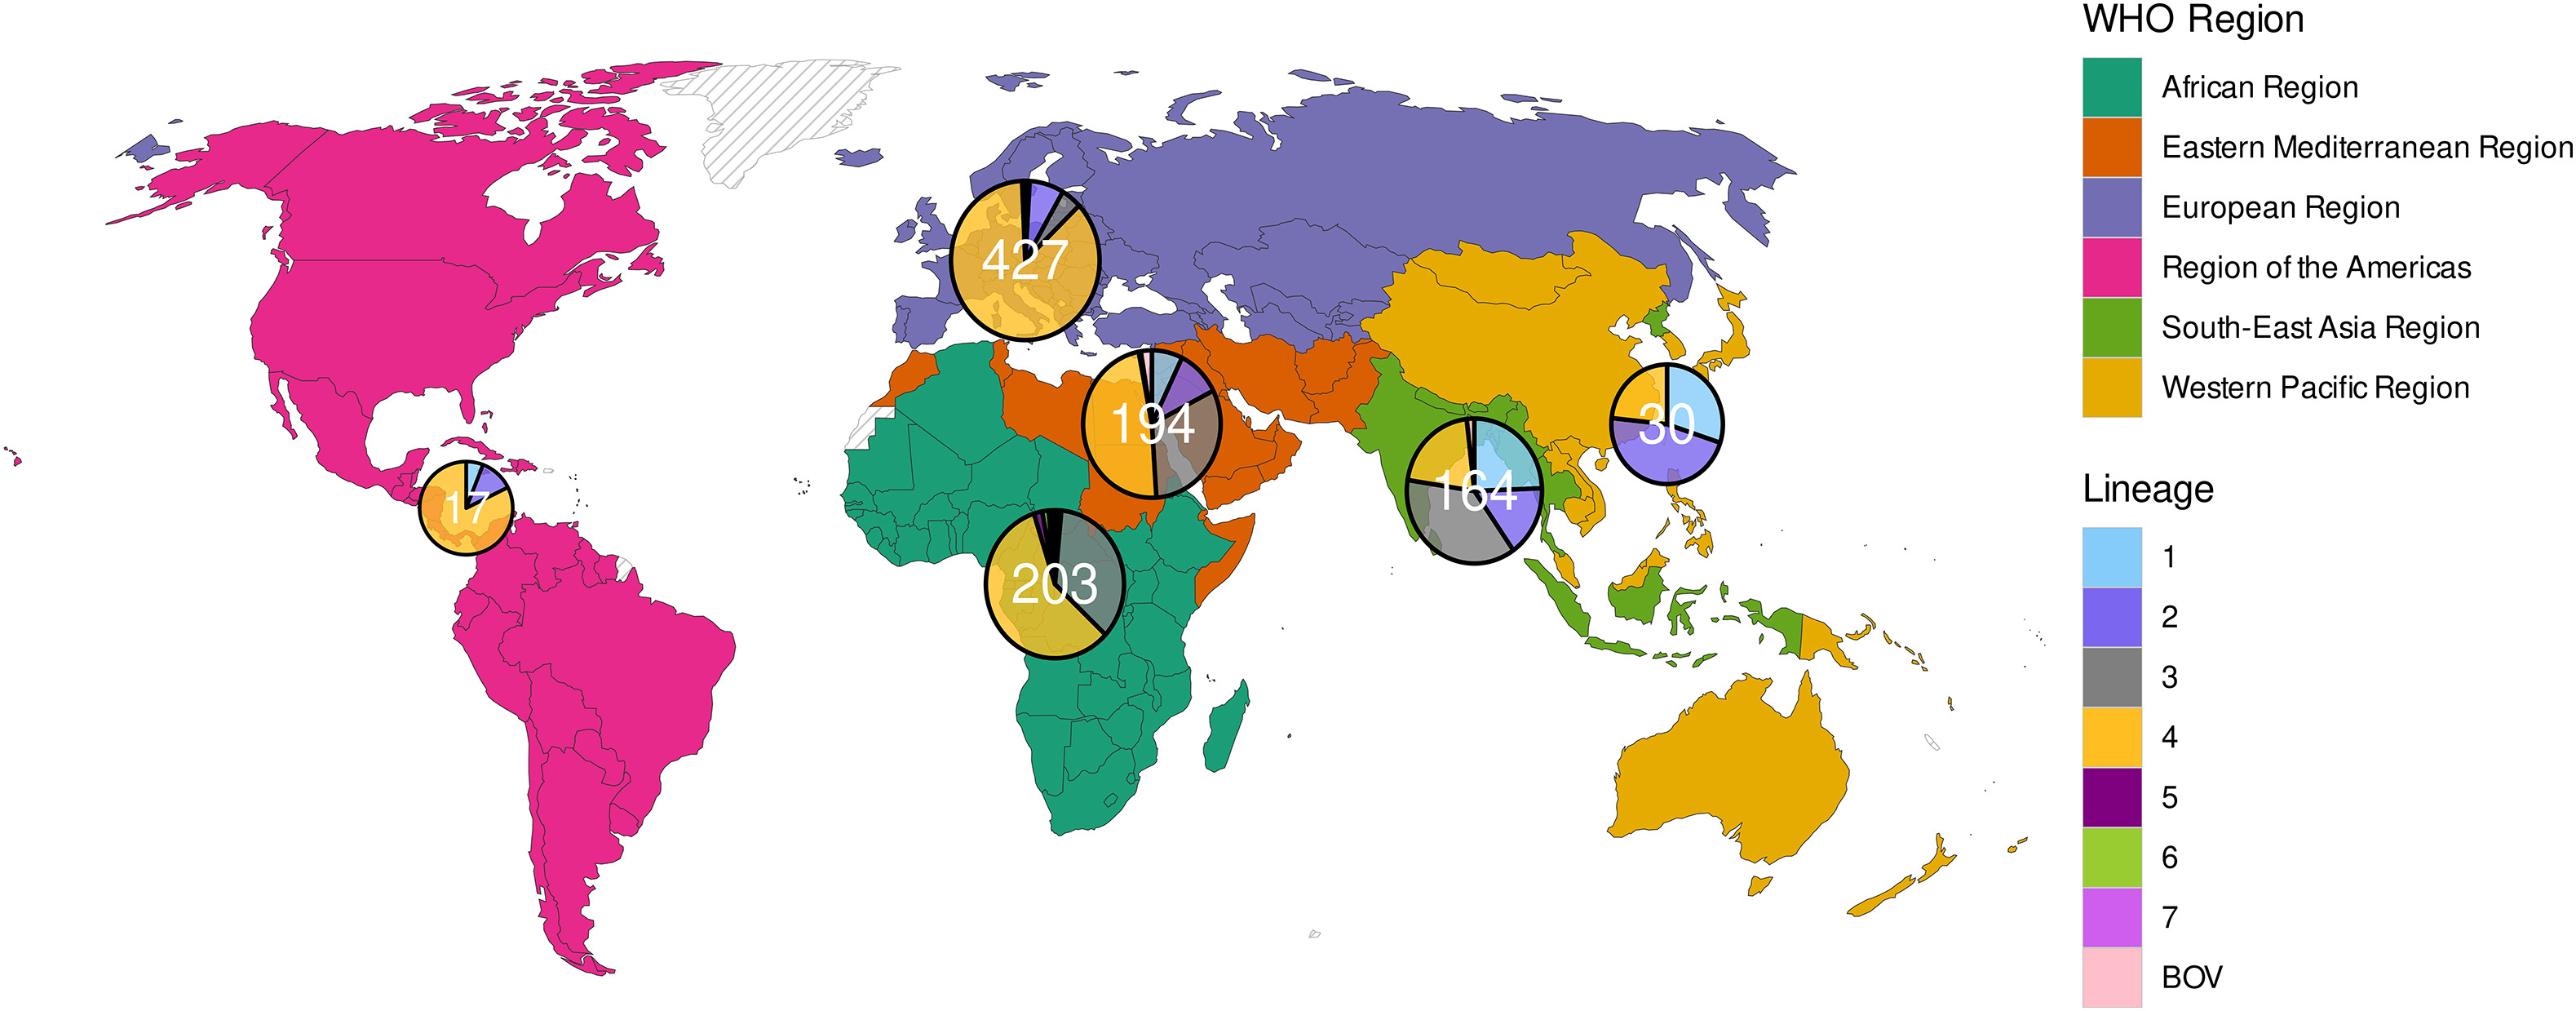 WHO Region
African Region
Eastern Mediterranean Region
European Region
Region of the Americas
South-East Asia Region
Western Pacific Region
Lineage
1
2
3
4
5
6
7
BOV
427
194
30
164
17
203